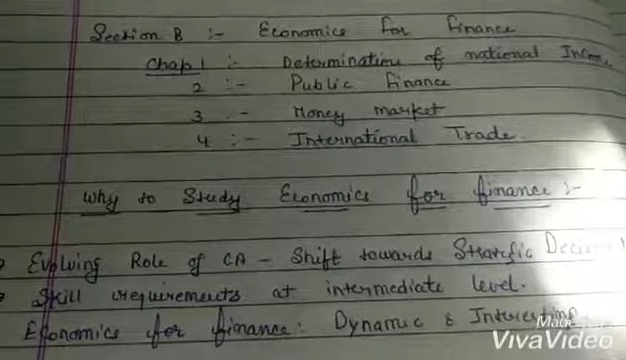 Section B :- Economics for finance
Chap 1 :- Determination of national
2 :- Public finance
3 :- Money market
4 :- International Trade
Why to Study Economics for finance :-
Evolving Role of CA - Shift towards
Skill requirements at intermediate level.
Economics for finance : Dynamic & Interesting
Made
VivaVideo